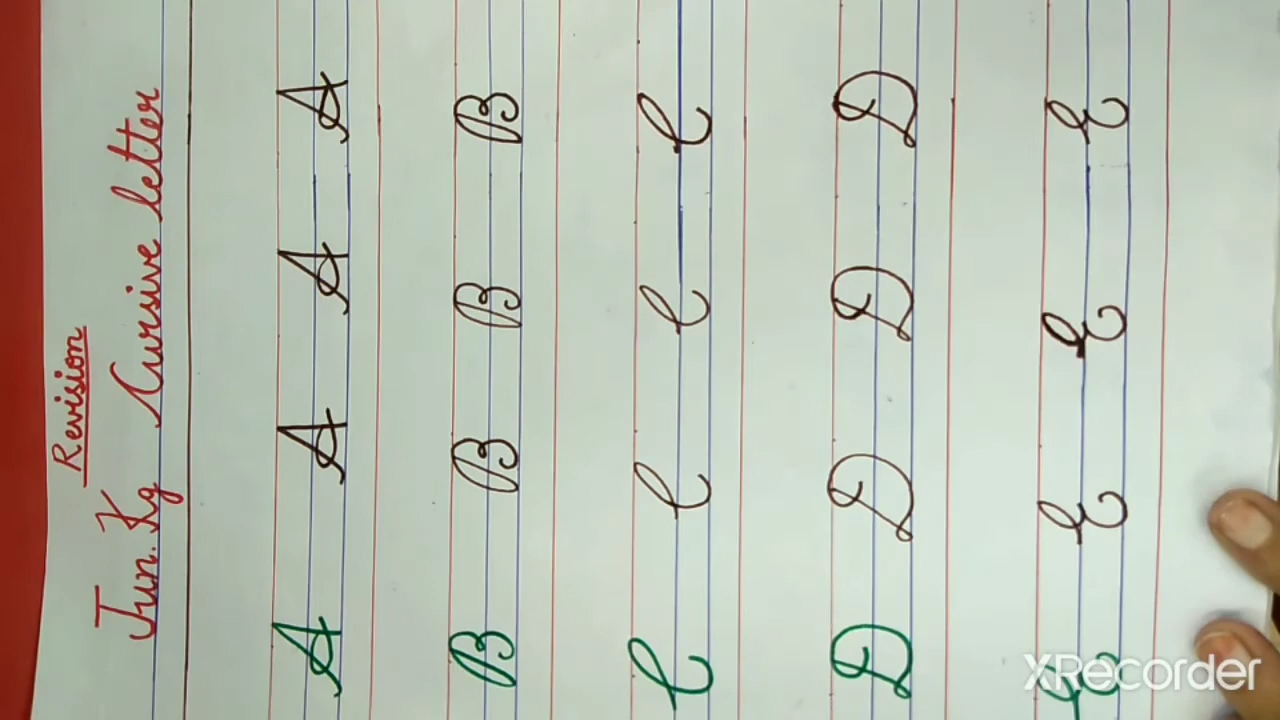 Revision
Jun. Kg Cursive letter
A A A A
B B B B
C C C C
D D D D
E E E E
XRecorder